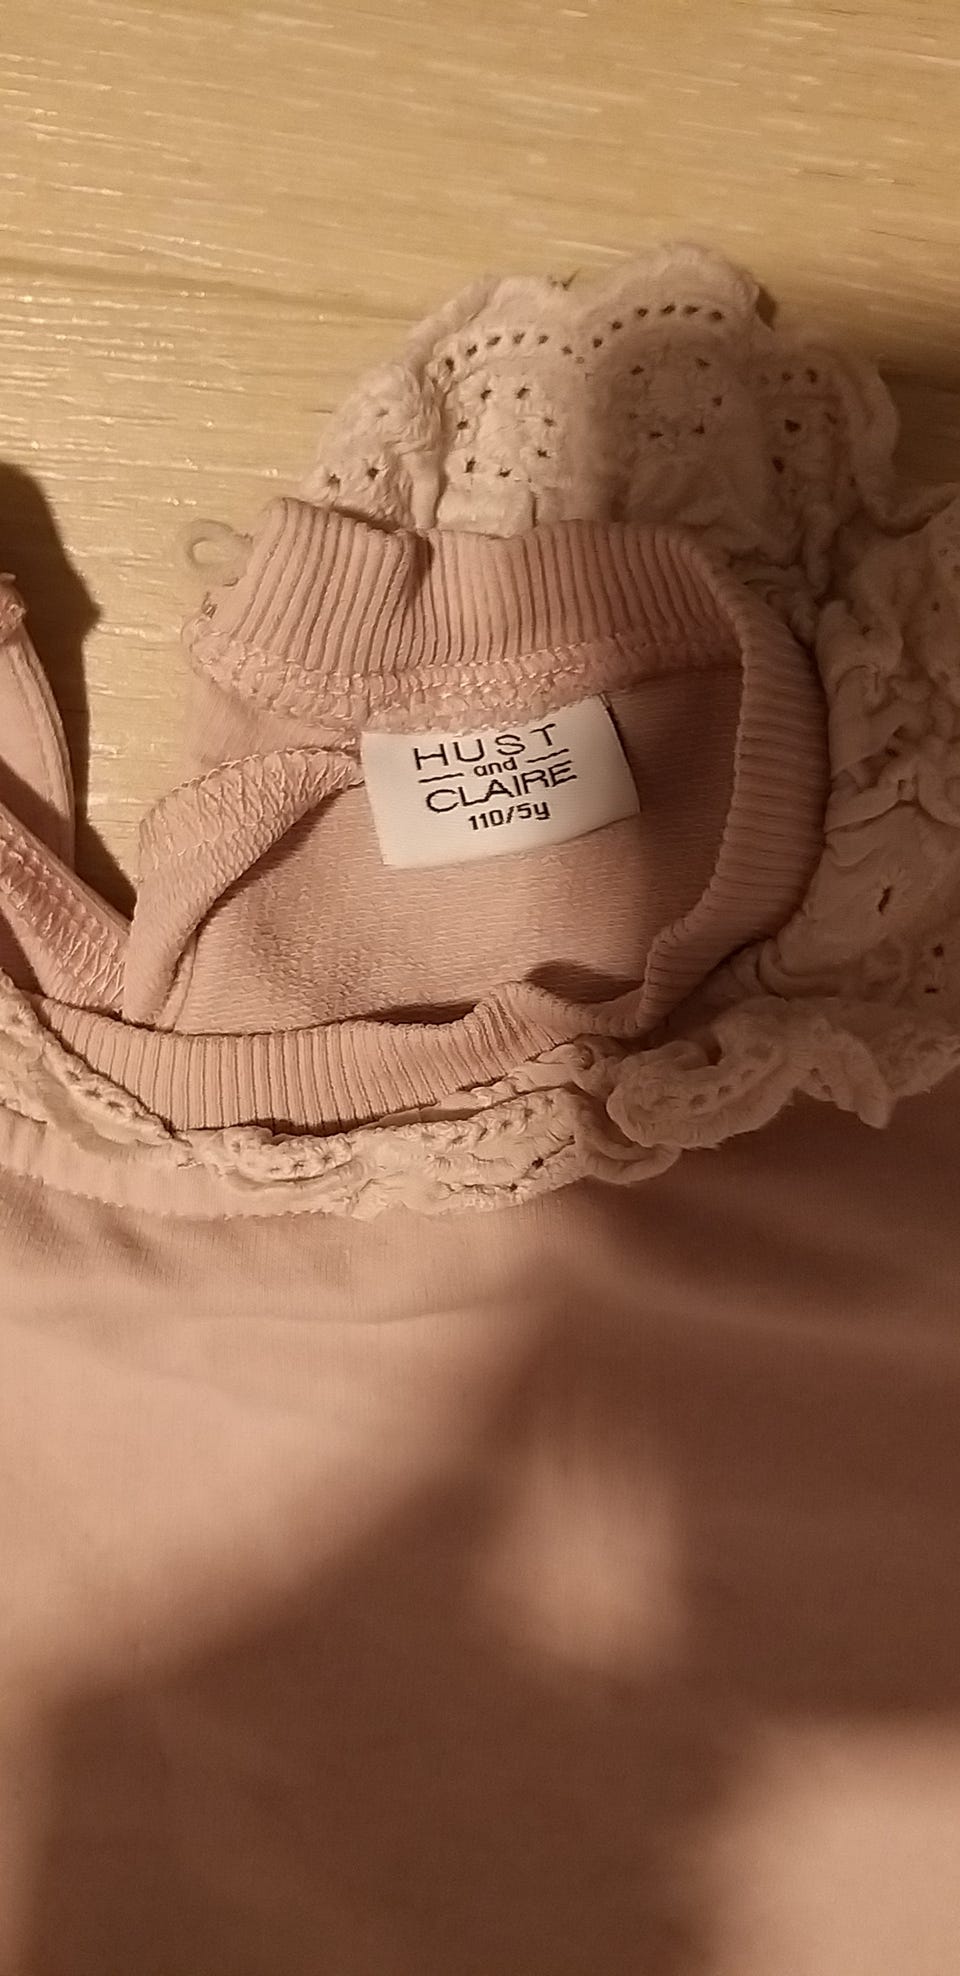 HUST
and
CLAIRE
110/5y